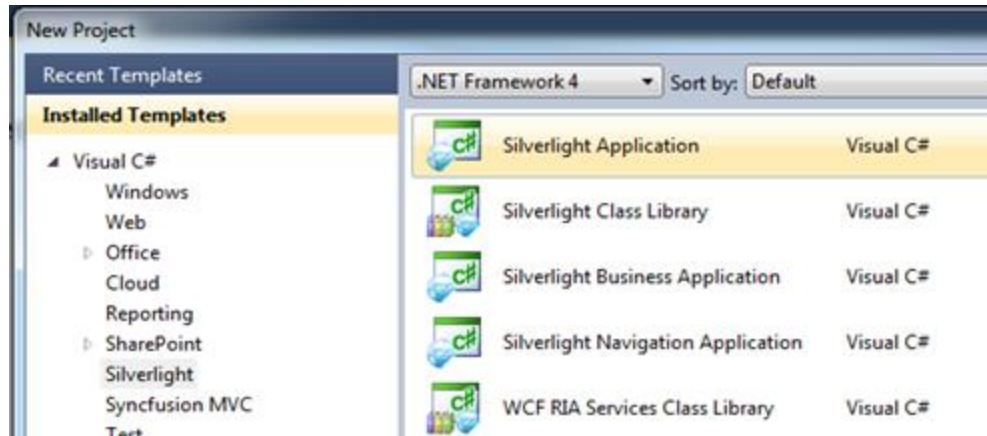 New Project
Recent Templates
Installed Templates
Visual C#
Windows
Web
Office
Cloud
Reporting
SharePoint
Silverlight
Syncfusion MVC
Test
.NET Framework 4 Sort by: Default
Silverlight Application Visual C#
Silverlight Class Library Visual C#
Silverlight Business Application Visual C#
Silverlight Navigation Application Visual C#
WCF RIA Services Class Library Visual C#